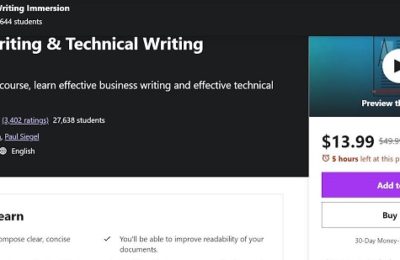 Writing Immersion
644 students
riting & Technical Writing
course, learn effective business writing and effective technical
(3,402 ratings) 27,638 students
, Paul Siegel
English
earn
ompose clear, concise
You'll be able to improve readability of your
documents.
Preview th
$13.99 $49.99
5 hours left at this p
Add to
Buy
30-Day Money-